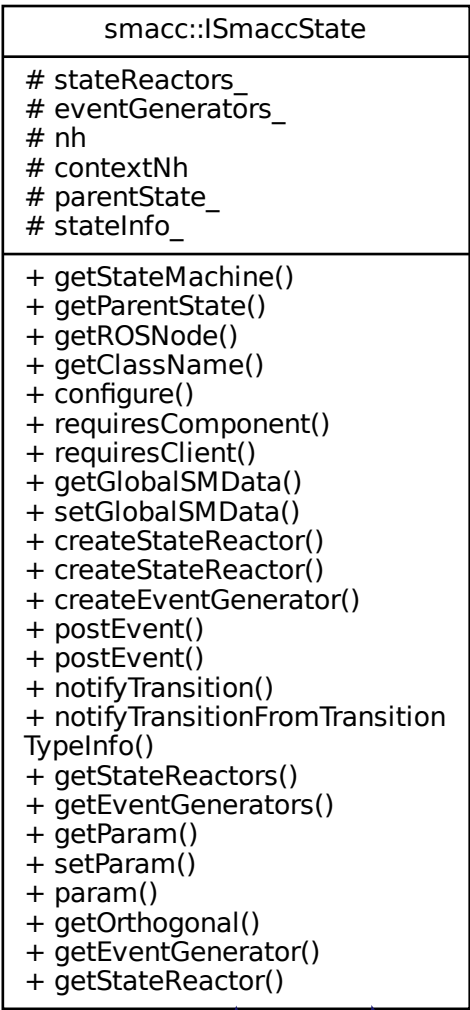 smacc::ISmaccState
# stateReactors_
# eventGenerators_
# nh
# contextNh
# parentState_
# stateInfo_
+ getStateMachine()
+ getParentState()
+ getROSNode()
+ getClassName()
+ configure()
+ requiresComponent()
+ requiresClient()
+ getGlobalSMData()
+ setGlobalSMData()
+ createStateReactor()
+ createStateReactor()
+ createEventGenerator()
+ postEvent()
+ postEvent()
+ notifyTransition()
+ notifyTransitionFromTransition
TypeInfo()
+ getStateReactors()
+ getEventGenerators()
+ getParam()
+ setParam()
+ param()
+ getOrthogonal()
+ getEventGenerator()
+ getStateReactor()